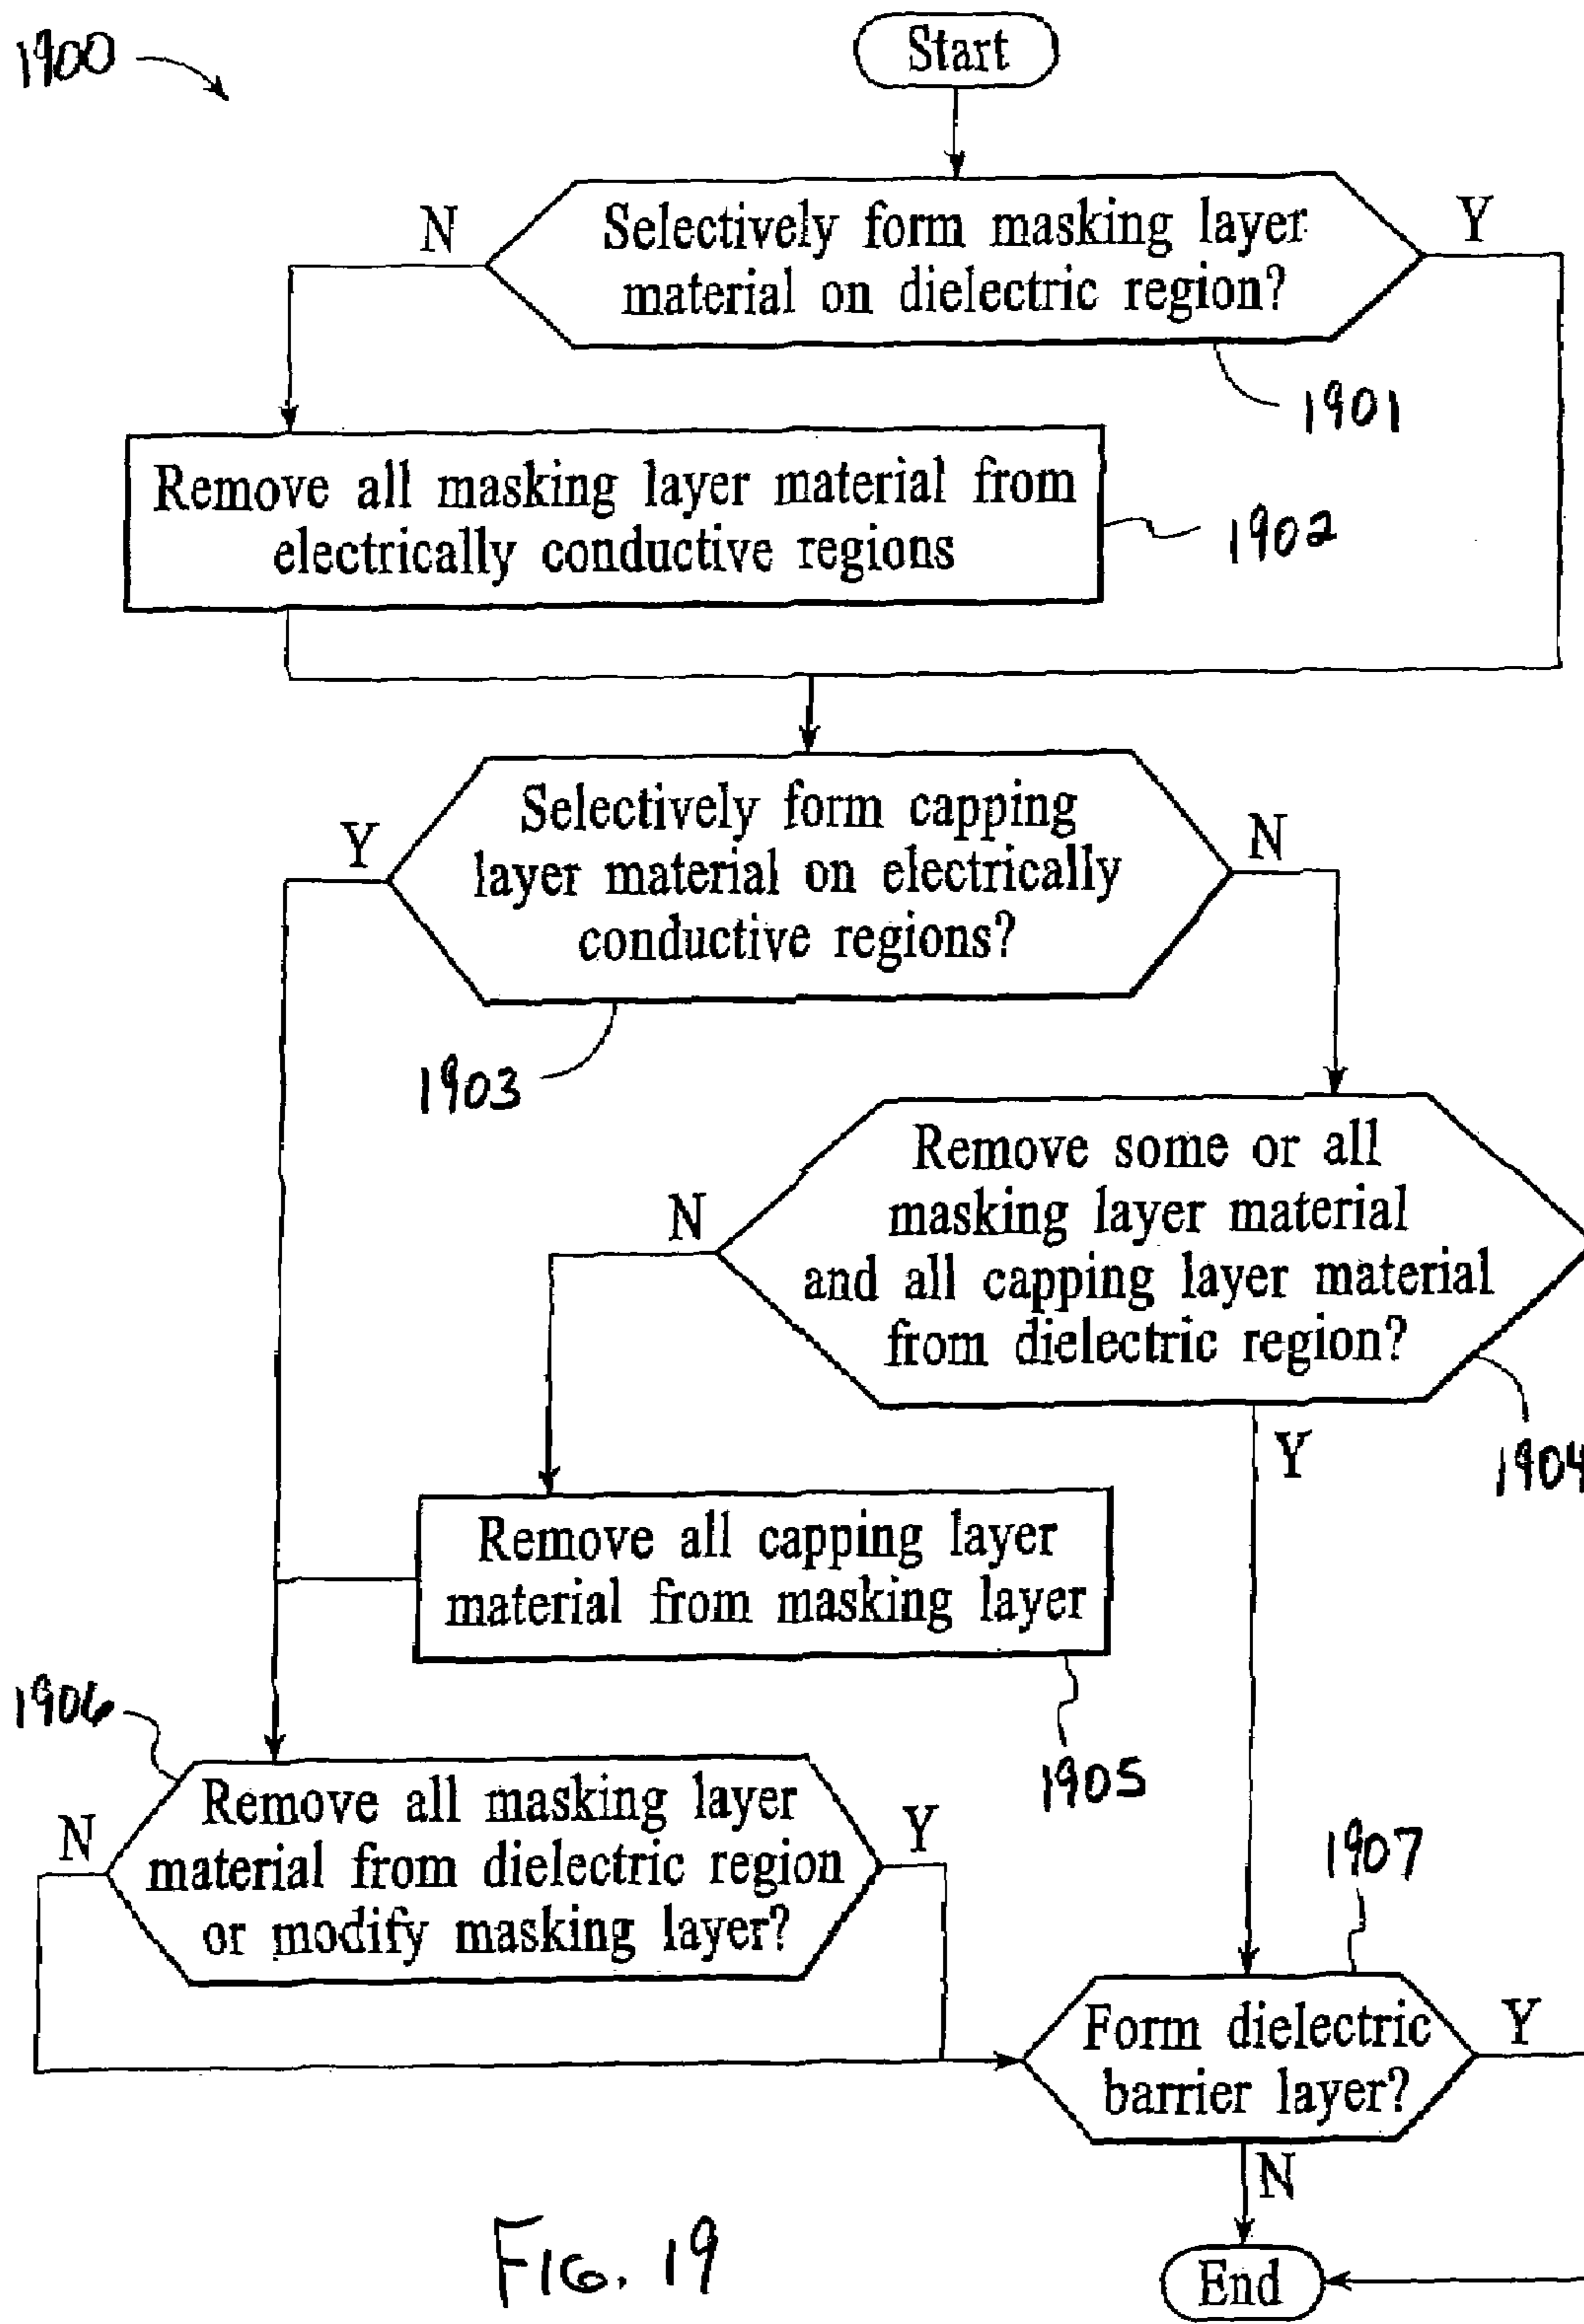 1900
Start
N
Selectively form masking layer
material on dielectric region?
Y
1901
Remove all masking layer material from
electrically conductive regions
1902
Y
Selectively form capping
layer material on electrically
conductive regions?
N
1903
N
Remove some or all
masking layer material
and all capping layer material
from dielectric region?
Y
1904
Remove all capping layer
material from masking layer
1905
1906
N
Remove all masking layer
material from dielectric region
or modify masking layer?
Y
1907
Form dielectric
barrier layer?
Y
N
End
FIG. 19